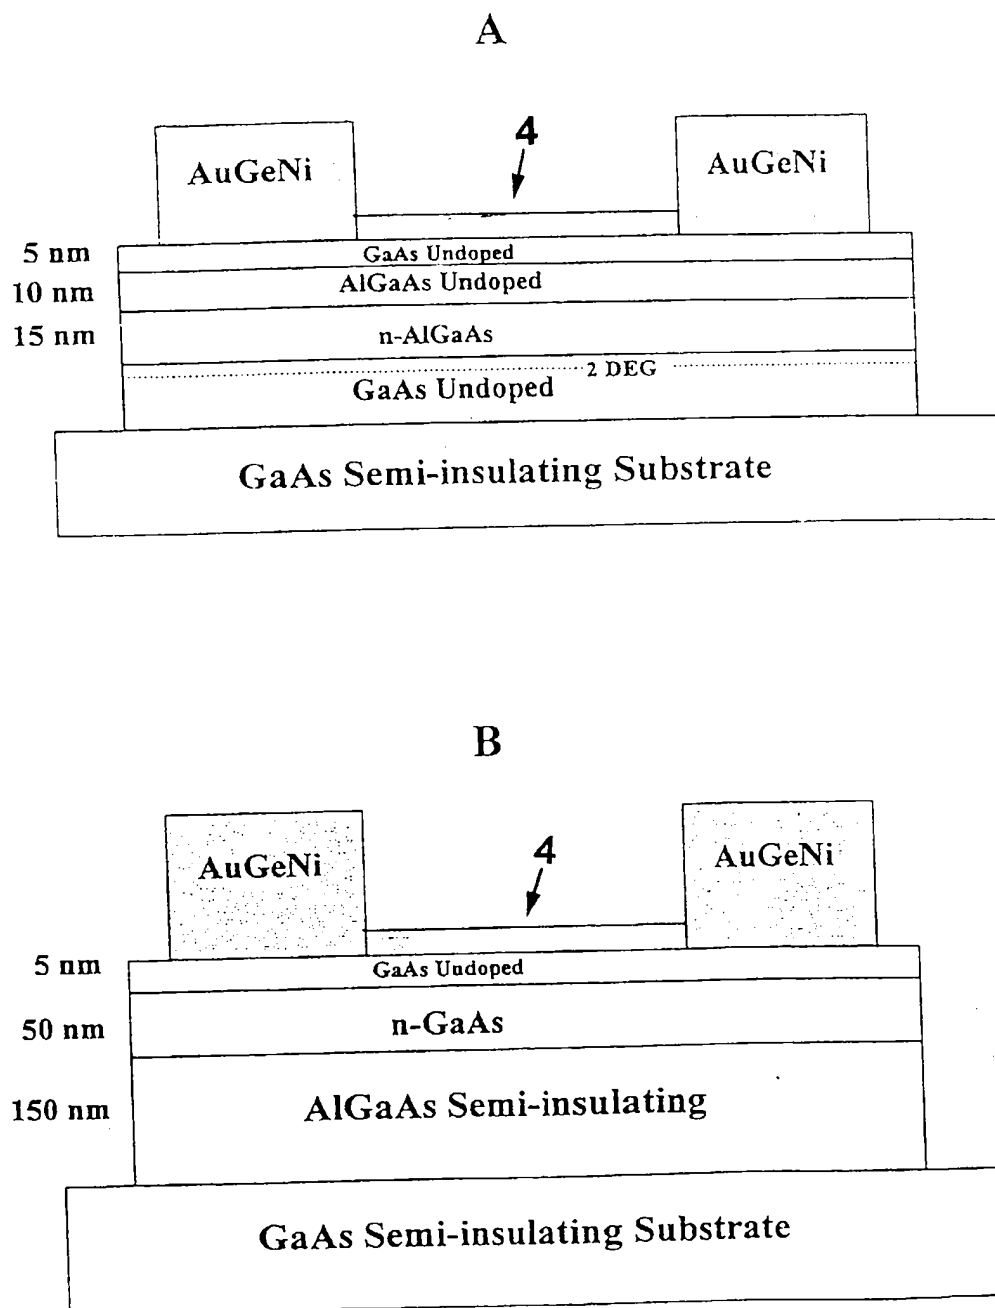 A
4
AuGeNi
AuGeNi
5 nm
GaAs Undoped
10 nm
AlGaAs Undoped
15 nm
n-AlGaAs
2 DEG
GaAs Undoped
GaAs Semi-insulating Substrate
B
4
AuGeNi
AuGeNi
5 nm
GaAs Undoped
50 nm
n-GaAs
150 nm
AlGaAs Semi-insulating
GaAs Semi-insulating Substrate